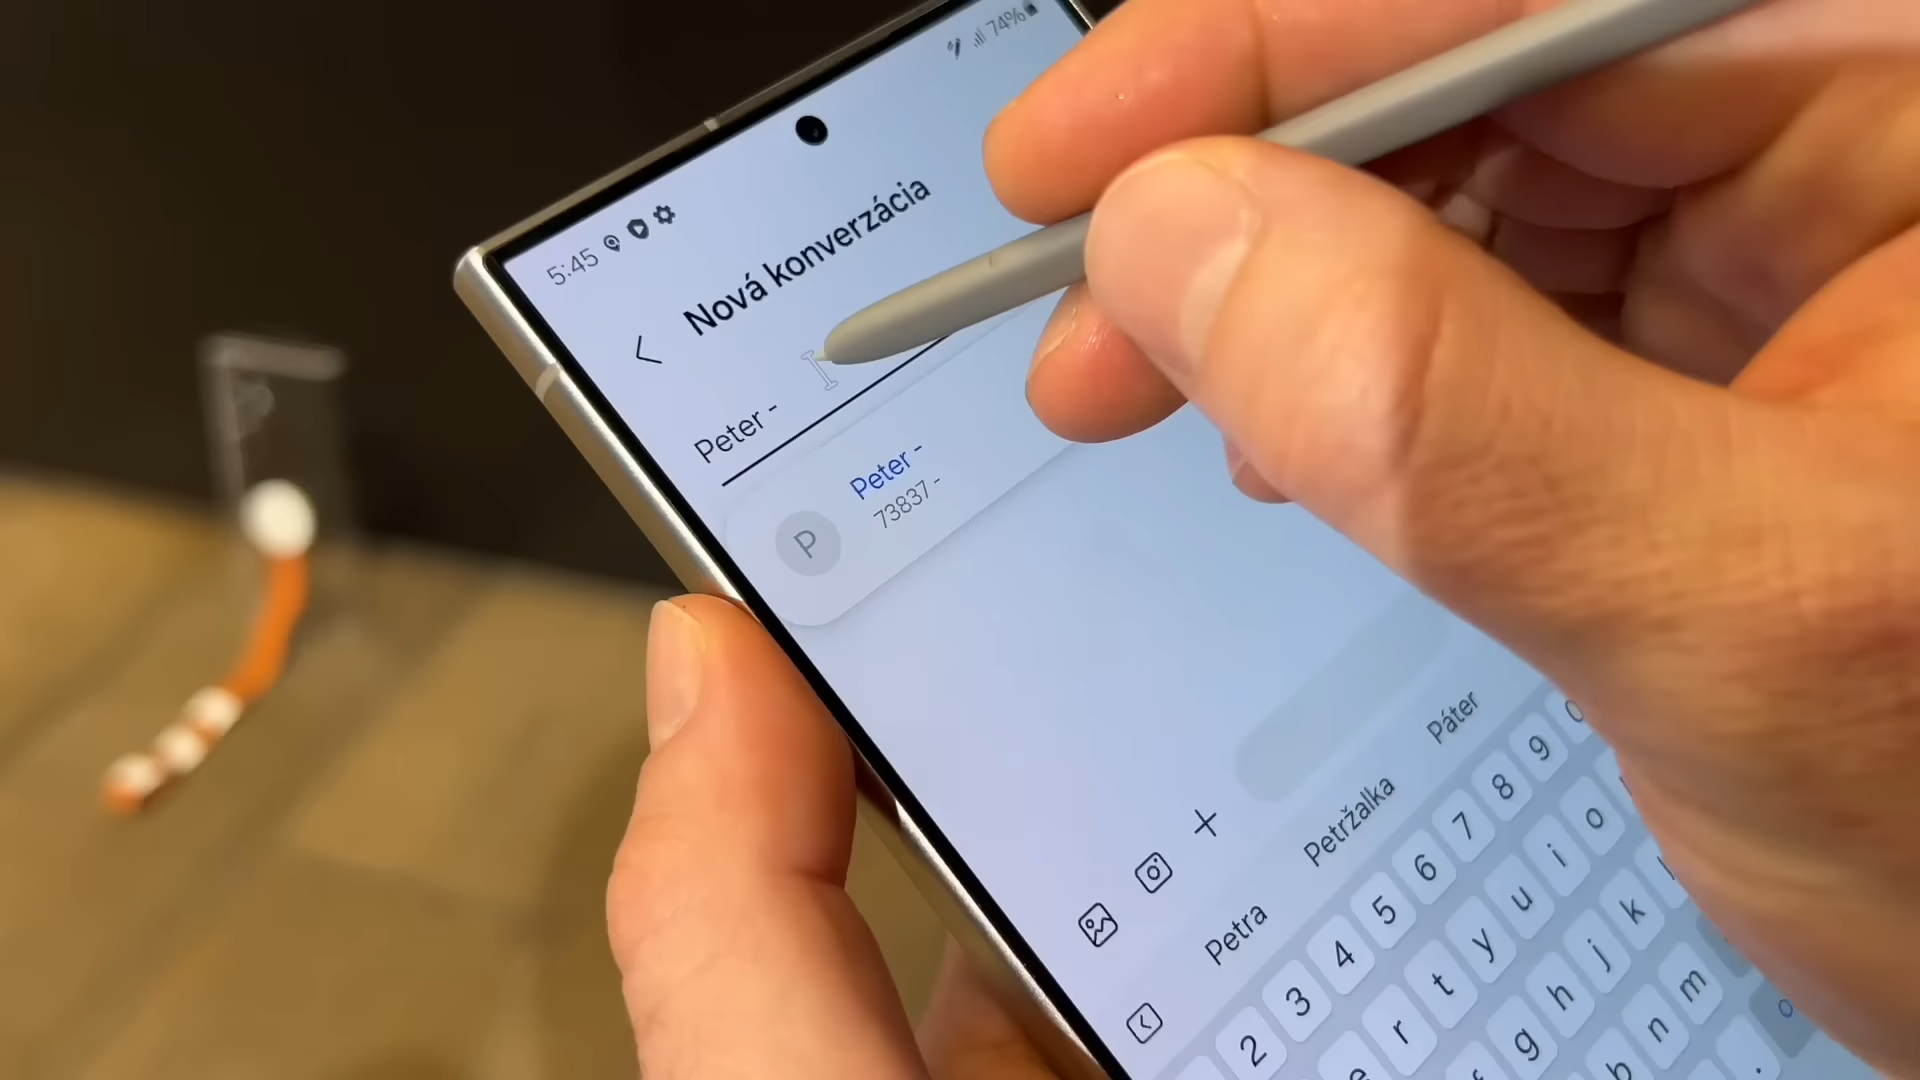 5:45
74%
Nová konverzácia
Peter -
Peter -
73837 -
P
Petra Petržalka Páter
2 3 4 5 6 7 8 9 0
e r t y u i o
g h j k l
b n m
.